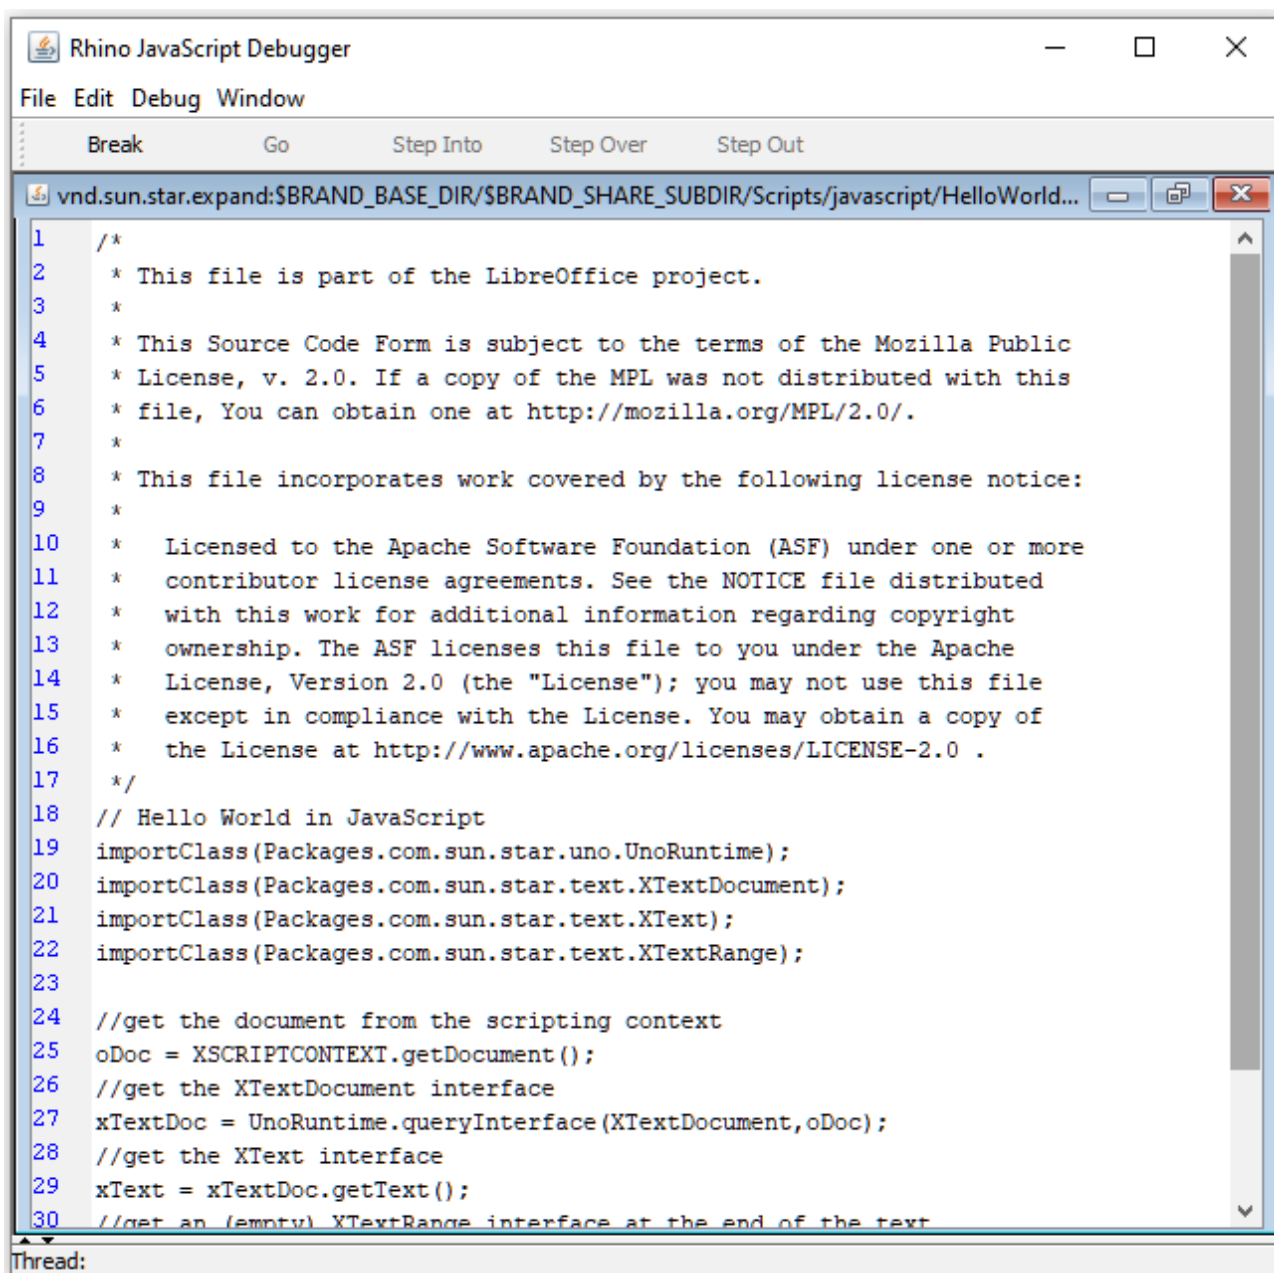 Rhino JavaScript Debugger
File Edit Debug Window
Break Go Step Into Step Over Step Out
vnd.sun.star.expand:$BRAND_BASE_DIR/$BRAND_SHARE_SUBDIR/Scripts/javascript/HelloWorld...
1 /*
2  * This file is part of the LibreOffice project.
3  *
4  * This Source Code Form is subject to the terms of the Mozilla Public
5  * License, v. 2.0. If a copy of the MPL was not distributed with this
6  * file, You can obtain one at http://mozilla.org/MPL/2.0/.
7  *
8  * This file incorporates work covered by the following license notice:
9  *
10  *   Licensed to the Apache Software Foundation (ASF) under one or more
11  *   contributor license agreements. See the NOTICE file distributed
12  *   with this work for additional information regarding copyright
13  *   ownership. The ASF licenses this file to you under the Apache
14  *   License, Version 2.0 (the "License"); you may not use this file
15  *   except in compliance with the License. You may obtain a copy of
16  *   the License at http://www.apache.org/licenses/LICENSE-2.0 .
17  */
18 // Hello World in JavaScript
19 importClass(Packages.com.sun.star.uno.UnoRuntime);
20 importClass(Packages.com.sun.star.text.XTextDocument);
21 importClass(Packages.com.sun.star.text.XText);
22 importClass(Packages.com.sun.star.text.XTextRange);
23
24 //get the document from the scripting context
25 oDoc = XSCRIPTCONTEXT.getDocument();
26 //get the XTextDocument interface
27 xTextDoc = UnoRuntime.queryInterface(XTextDocument,oDoc);
28 //get the XText interface
29 xText = xTextDoc.getText();
30 //get an (empty) XTextRange interface at the end of the text
Thread: